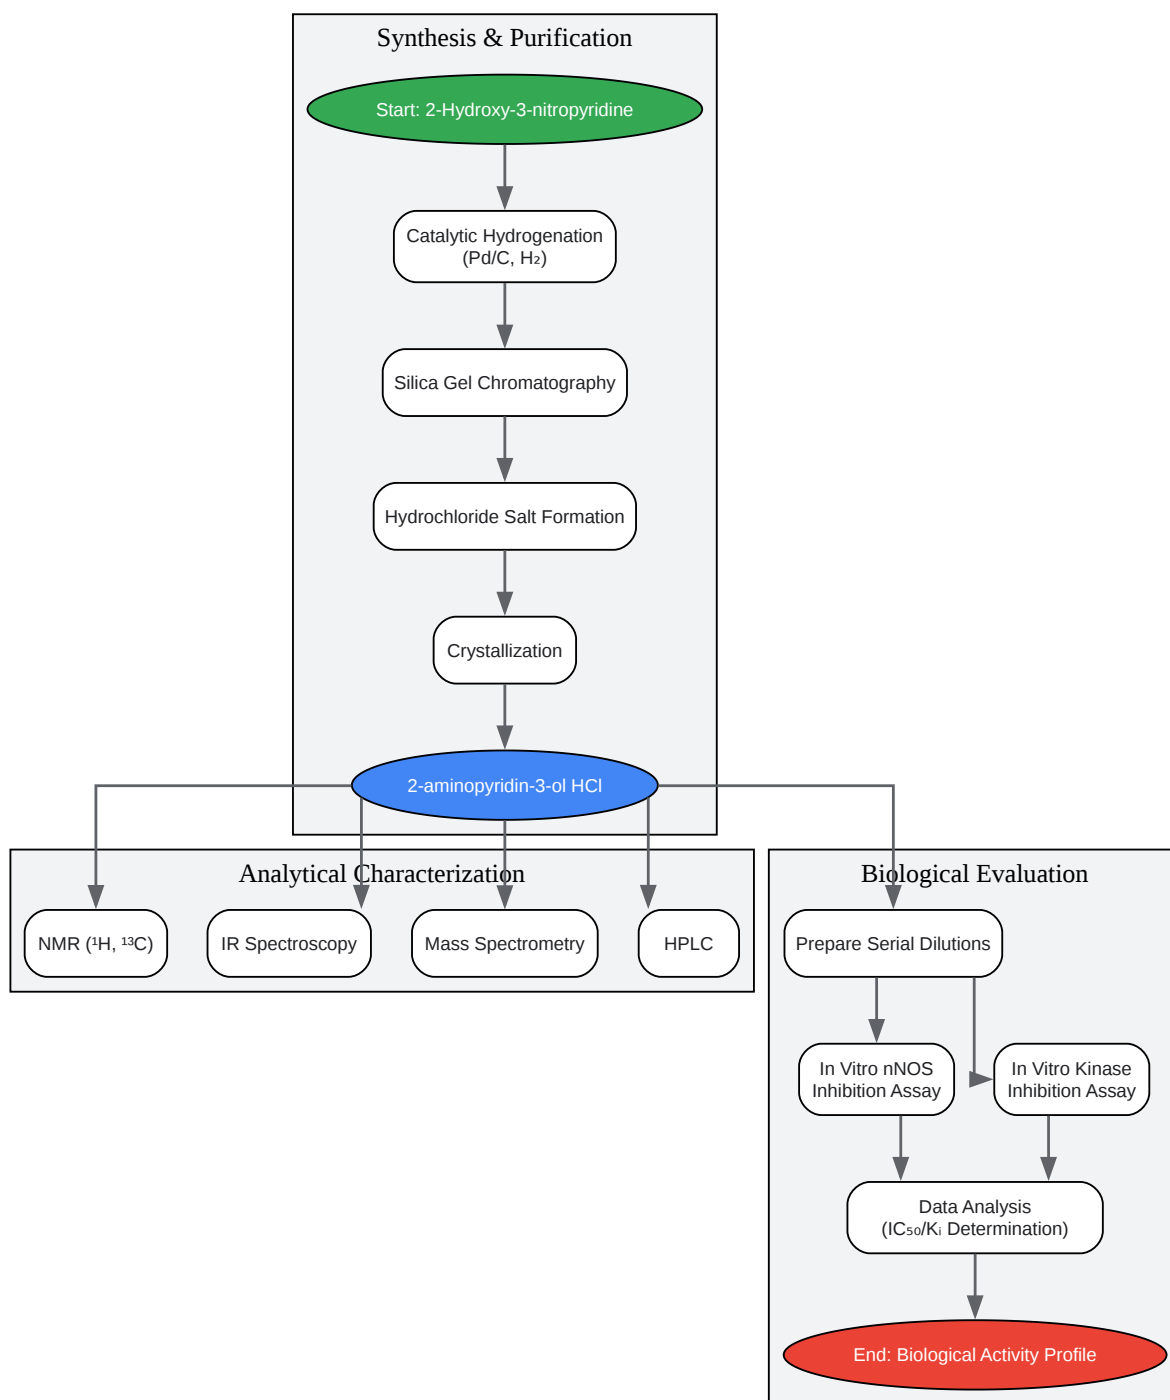 Synthesis & Purification
Start: 2-Hydroxy-3-nitropyridine
Catalytic Hydrogenation
(Pd/C, H₂)
Silica Gel Chromatography
Hydrochloride Salt Formation
Crystallization
2-aminopyridin-3-ol HCl
Analytical Characterization
NMR (¹H, ¹³C)
IR Spectroscopy
Mass Spectrometry
HPLC
Biological Evaluation
Prepare Serial Dilutions
In Vitro nNOS
Inhibition Assay
In Vitro Kinase
Inhibition Assay
Data Analysis
(IC₅₀/Kᵢ Determination)
End: Biological Activity Profile